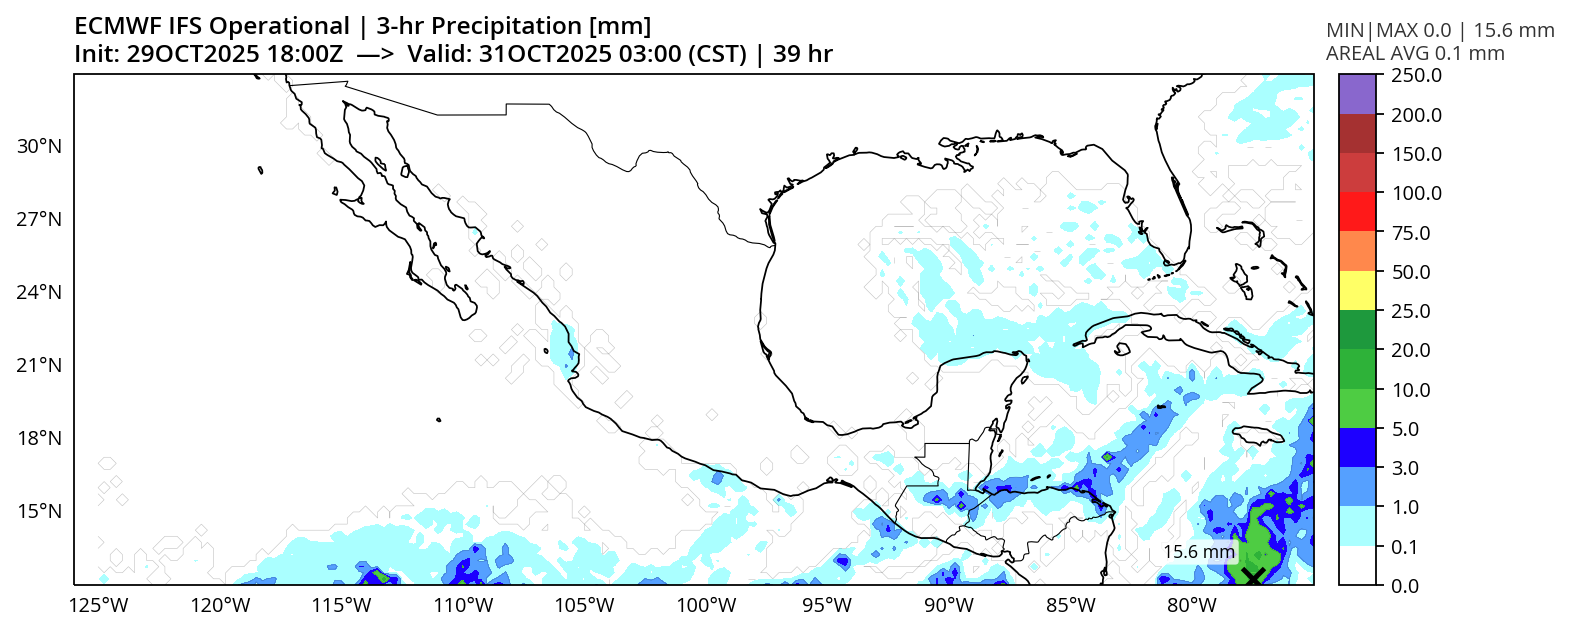 ECMWF IFS Operational | 3-hr Precipitation [mm]
Init: 29OCT2025 18:00Z —> Valid: 31OCT2025 03:00 (CST) | 39 hr
MIN|MAX 0.0 | 15.6 mm
AREAL AVG 0.1 mm
250.0
200.0
150.0
100.0
75.0
50.0
25.0
20.0
10.0
5.0
3.0
1.0
0.1
0.0
30°N
27°N
24°N
21°N
18°N
15°N
15.6 mm
125°W
120°W
115°W
110°W
105°W
100°W
95°W
90°W
85°W
80°W